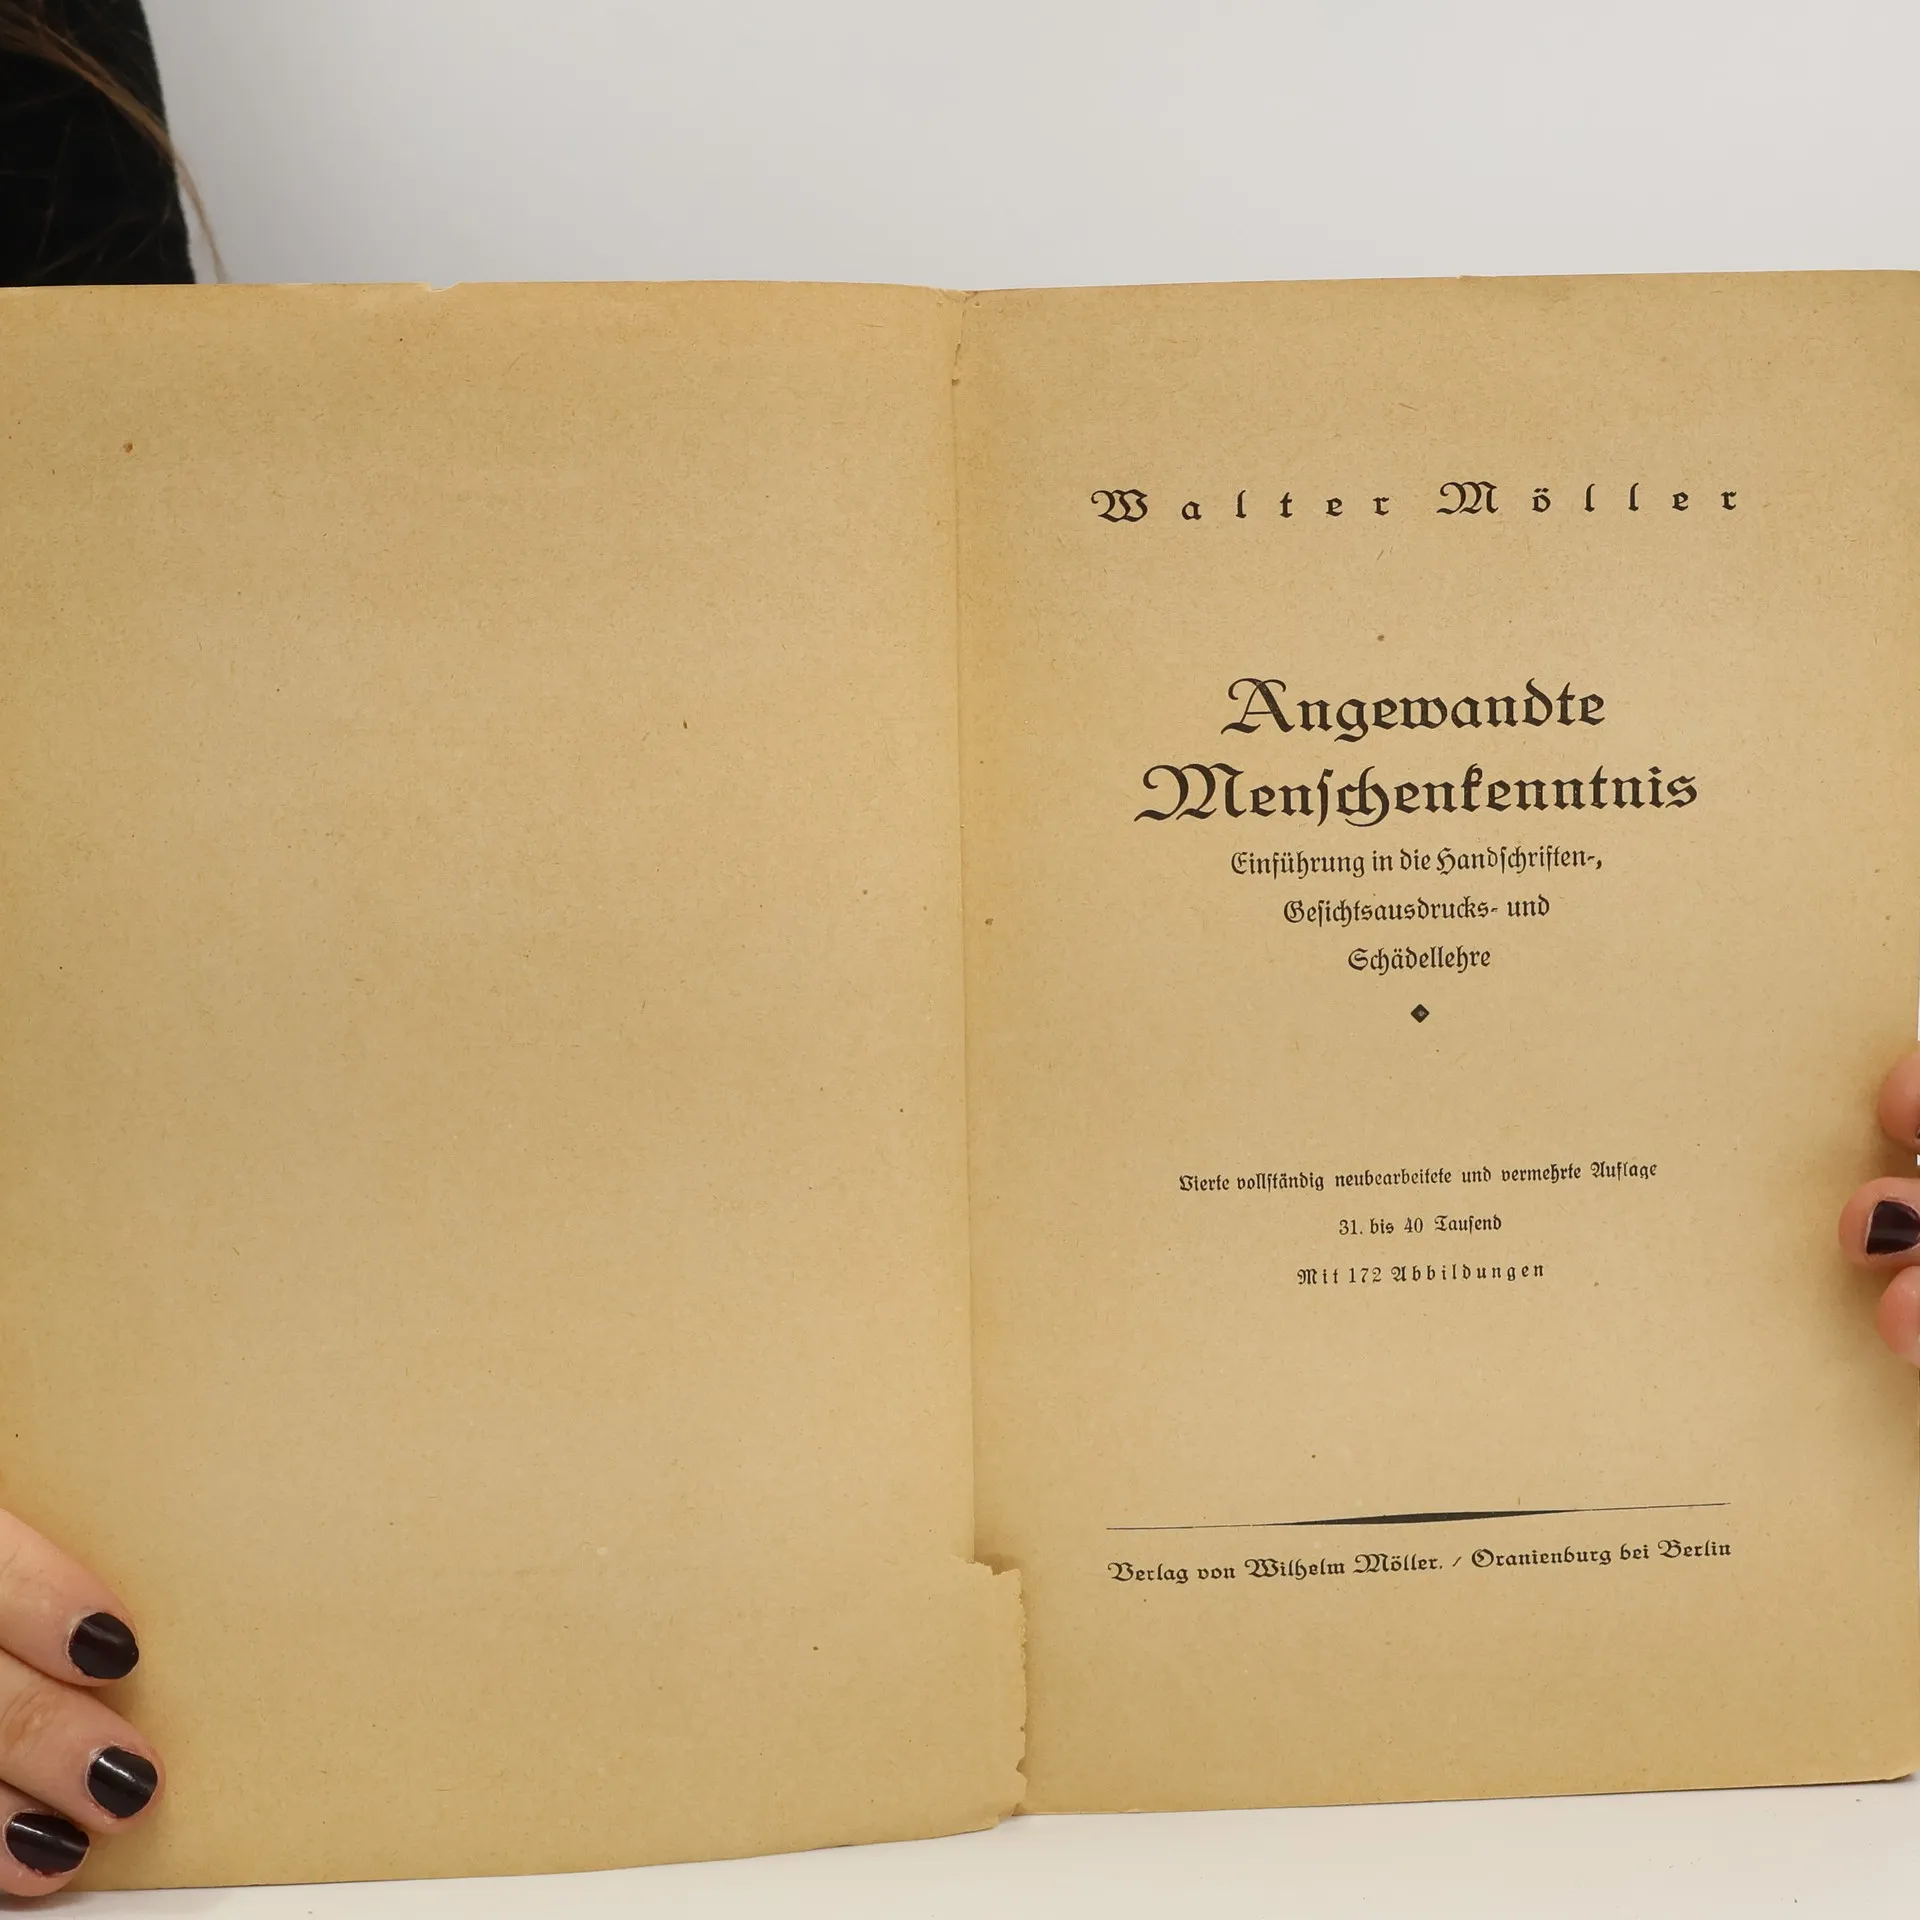 Walter Möller
Angewandte
Menſchenkenntnis
Einführung in die Handſchriften-,
Geſichtsausdrucks- und
Schädellehre
Vierte vollſtändig neubearbeitete und vermehrte Auflage
31. bis 40 Tauſend
Mit 172 Abbildungen
Verlag von Wilhelm Möller. / Oranienburg bei Berlin